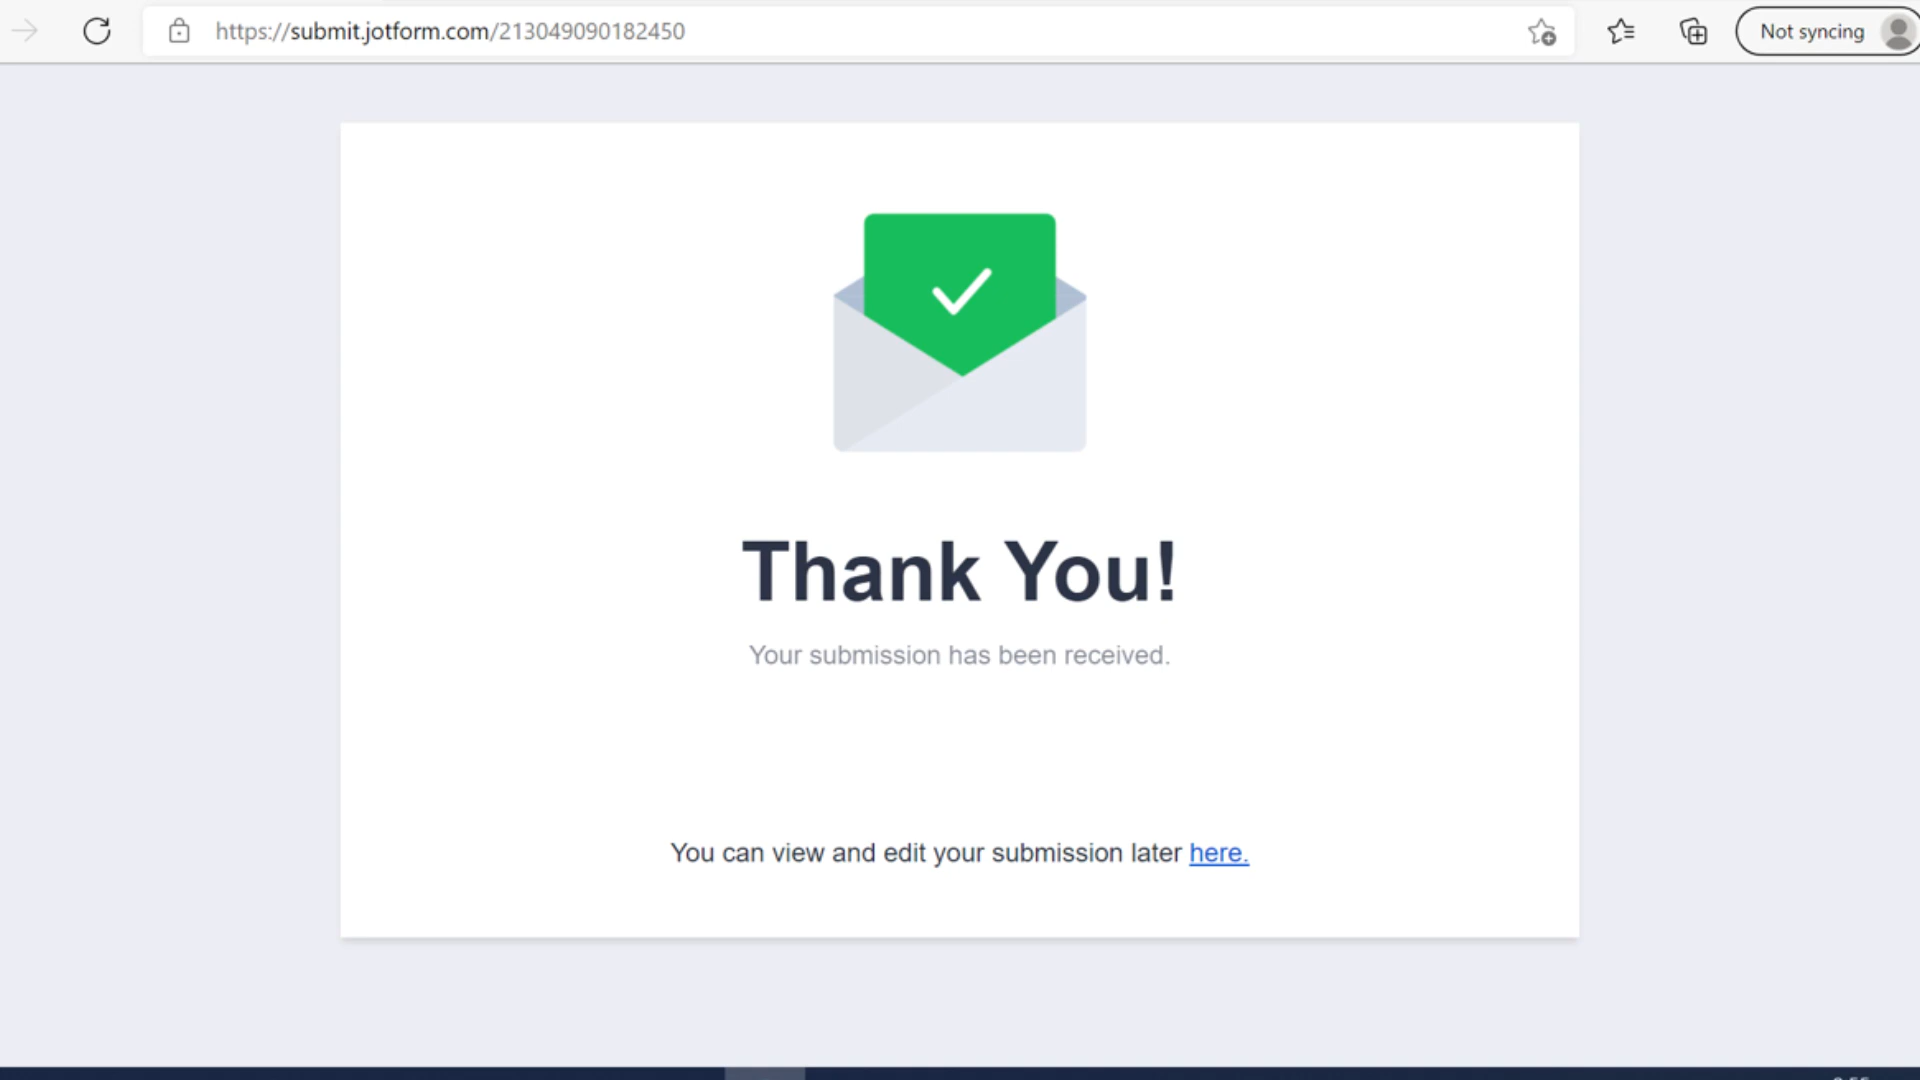 https://submit.jotform.com/213049090182450
Not syncing
Thank You!
Your submission has been received.
You can view and edit your submission later here.